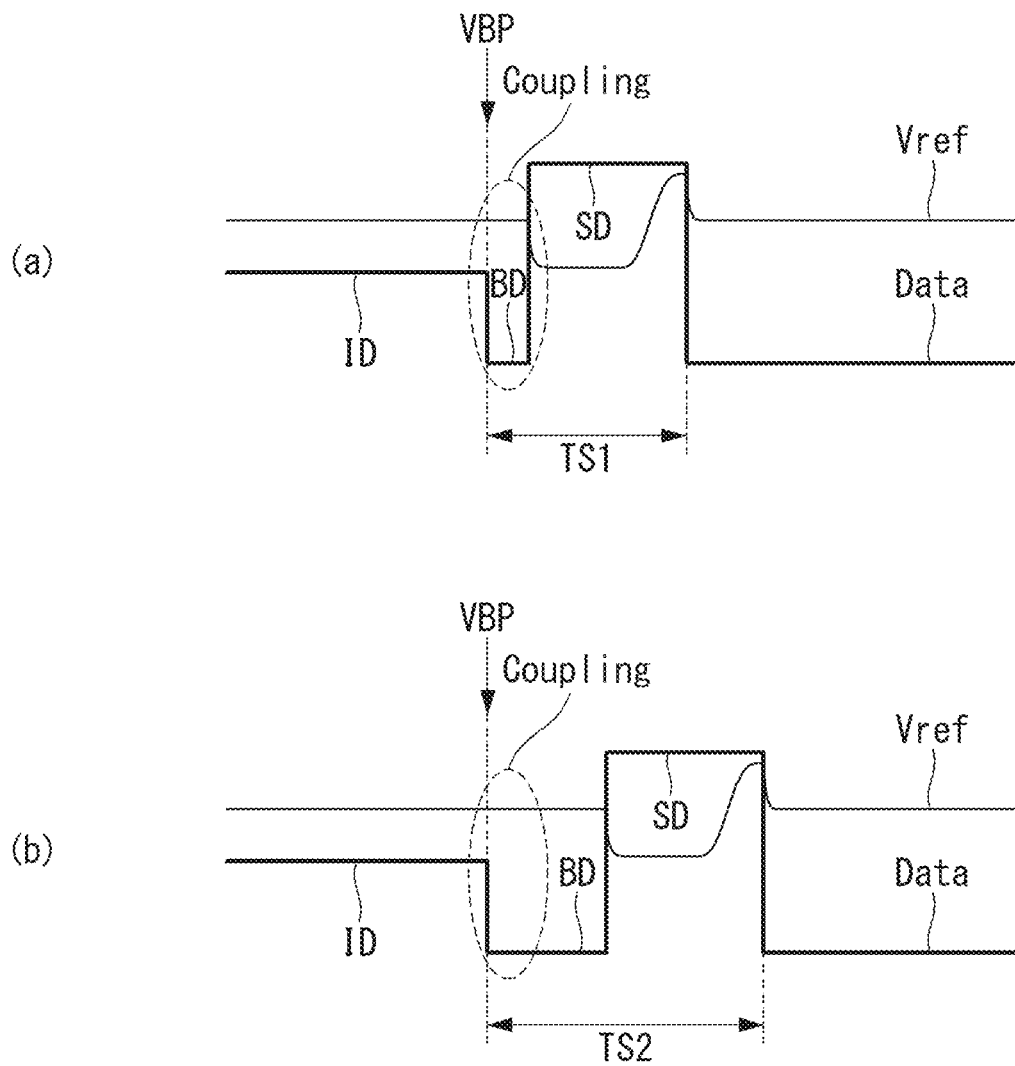 VBP
Coupling
Vref
SD
(a)
BD
Data
ID
TS1
VBP
Coupling
Vref
SD
(b)
BD
Data
ID
TS2